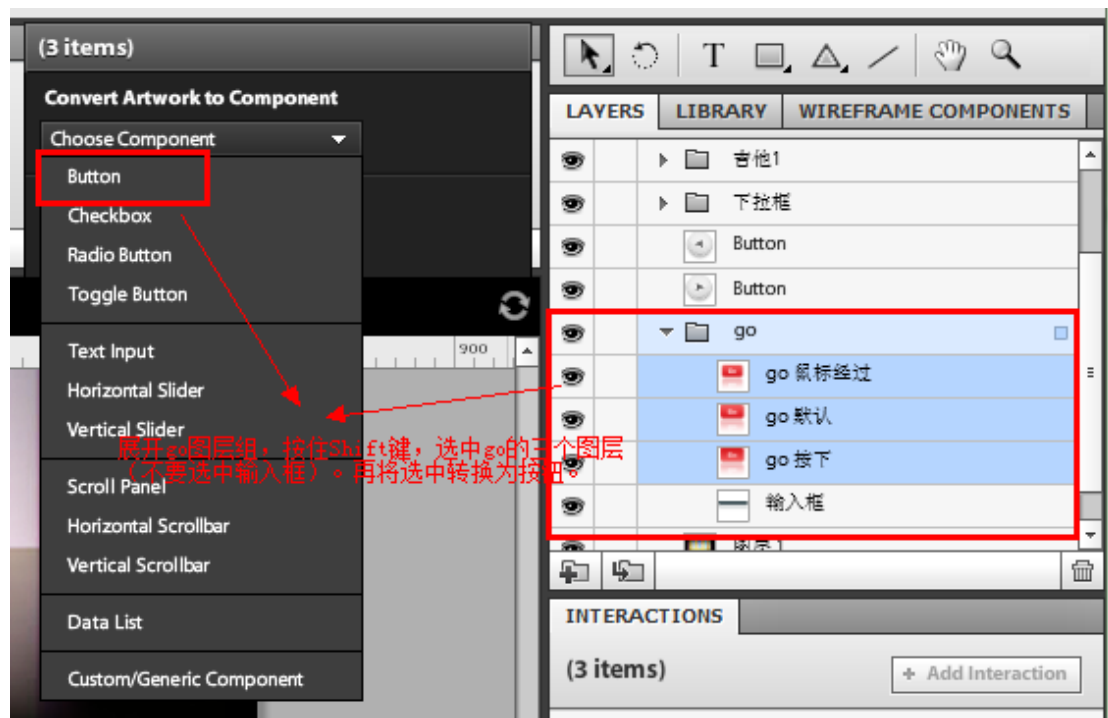 (3 items)
Convert Artwork to Component
Choose Component
Button
Checkbox
Radio Button
Toggle Button
Text Input
Horizontal Slider
Vertical Slider
Scroll Panel
Horizontal Scrollbar
Vertical Scrollbar
Data List
Custom/Generic Component
900
展开go图层组，按住Shift键，选中go的三个图层
（不要选中输入框）。再将选中转换为按钮。
T
LAYERS
LIBRARY
WIREFRAME COMPONENTS
吉他1
下拉框
Button
Button
go
go 鼠标经过
go 默认
go 按下
输入框
图层1
INTERACTIONS
(3 items)
+ Add Interaction